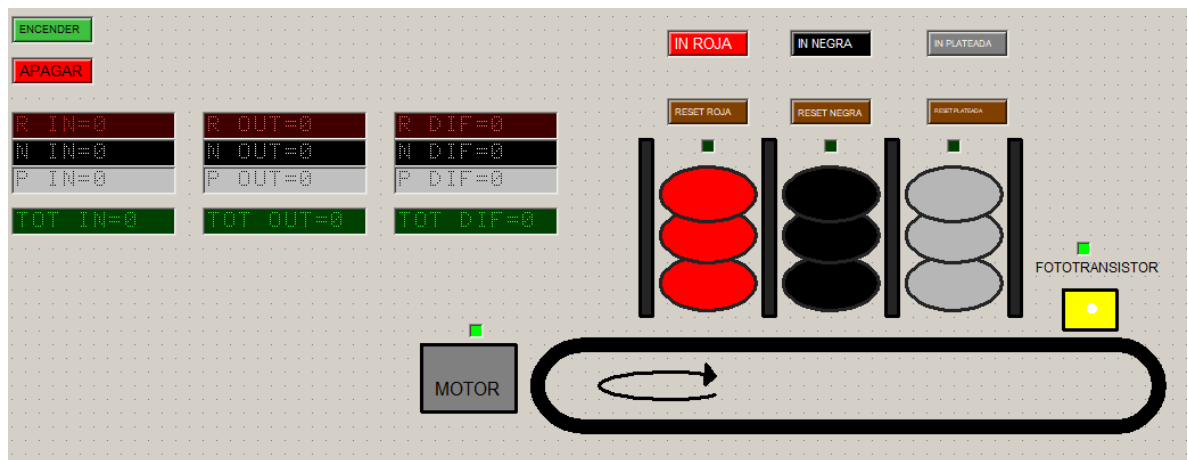 ENCENDER
IN ROJA
IN NEGRA
IN PLATEADA
APAGAR
RESET ROJA
RESET NEGRA
RESET PLATEADA
R IN=0
R OUT=0
R DIF=0
N IN=0
N OUT=0
N DIF=0
P IN=0
P OUT=0
P DIF=0
TOT IN=0
TOT OUT=0
TOT DIF=0
FOTOTRANSISTOR
MOTOR